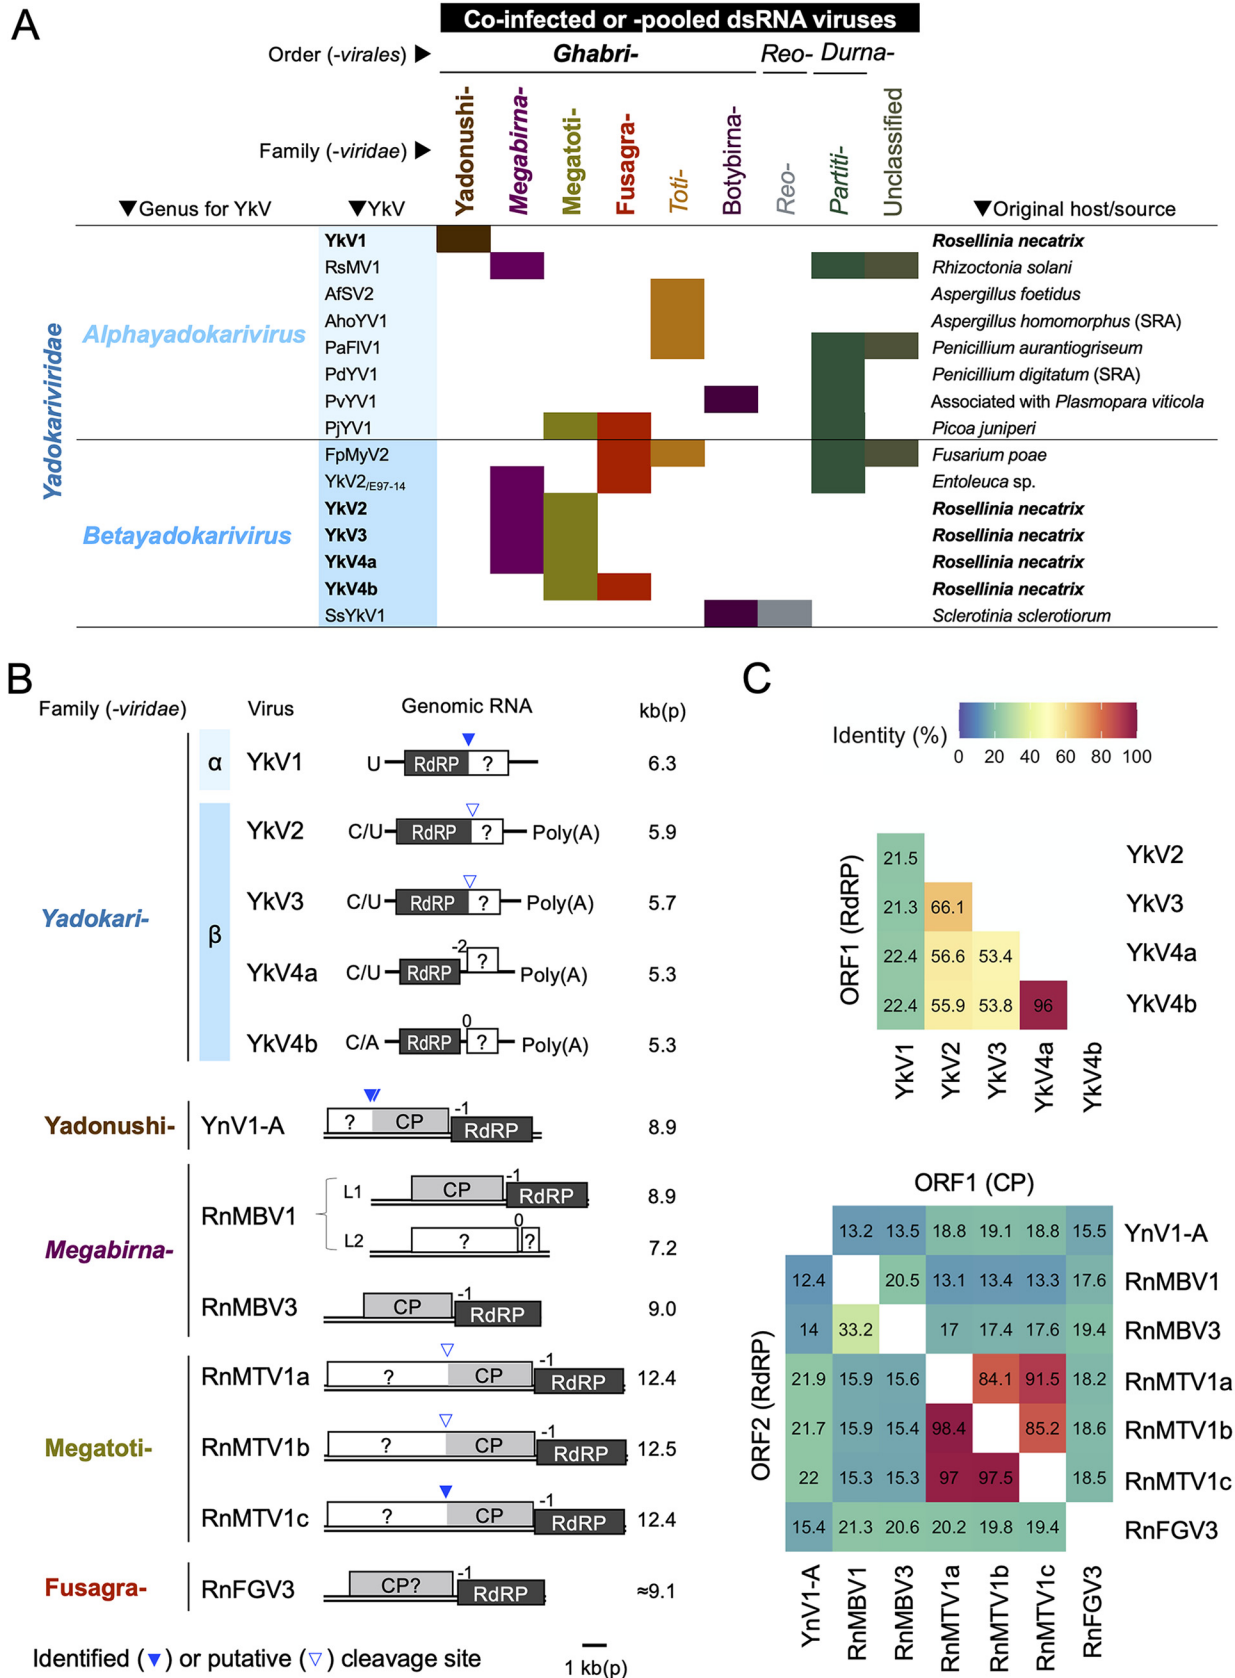 A
Co-infected or -pooled dsRNA viruses
Order (-virales) ▶ Ghabri- Reo- Durna-
Family (-viridae) ▶ Yadonushi- Megabirna- Megatoti- Fusagra- Toti- Botybirna- Reo- Partiti- Unclassified
▼Genus for YkV ▼YkV ▼Original host/source
Yadokariviridae
Alphayadokarivirus
YkV1 Rosellinia necatrix
RsMV1 Rhizoctonia solani
AfSV2 Aspergillus foetidus
AhoYV1 Aspergillus homomorphus (SRA)
PaFlV1 Penicillium aurantiogriseum
PdYV1 Penicillium digitatum (SRA)
PvYV1 Associated with Plasmopara viticola
PjYV1 Picoa juniperi
Betayadokarivirus
FpMyV2 Fusarium poae
YkV2/E97-14 Entoleuca sp.
YkV2 Rosellinia necatrix
YkV3 Rosellinia necatrix
YkV4a Rosellinia necatrix
YkV4b Rosellinia necatrix
SsYkV1 Sclerotinia sclerotiorum
B
Family (-viridae) Virus Genomic RNA kb(p)
Yadokari-
α YkV1 U RdRP ? 6.3
β
YkV2 C/U RdRP ? Poly(A) 5.9
YkV3 C/U RdRP ? Poly(A) 5.7
YkV4a C/U RdRP -2 ? Poly(A) 5.3
YkV4b C/A RdRP 0 ? Poly(A) 5.3
Yadonushi- YnV1-A ? CP -1 RdRP 8.9
Megabirna-
RnMBV1 L1 CP -1 RdRP 8.9
L2 ? 0 ? 7.2
RnMBV3 CP -1 RdRP 9.0
Megatoti-
RnMTV1a ? CP -1 RdRP 12.4
RnMTV1b ? CP -1 RdRP 12.5
RnMTV1c ? CP -1 RdRP 12.4
Fusagra- RnFGV3 CP? -1 RdRP ≈9.1
Identified (▼) or putative (▽) cleavage site
1 kb(p)
C
Identity (%)
0 20 40 60 80 100
ORF1 (RdRP)
21.5 YkV2
21.3 66.1 YkV3
22.4 56.6 53.4 YkV4a
22.4 55.9 53.8 96 YkV4b
YkV1 YkV2 YkV3 YkV4a YkV4b
ORF1 (CP)
ORF2 (RdRP)
13.2 13.5 18.8 19.1 18.8 15.5 YnV1-A
12.4 20.5 13.1 13.4 13.3 17.6 RnMBV1
14 33.2 17 17.4 17.6 19.4 RnMBV3
21.9 15.9 15.6 84.1 91.5 18.2 RnMTV1a
21.7 15.9 15.4 98.4 85.2 18.6 RnMTV1b
22 15.3 15.3 97 97.5 18.5 RnMTV1c
15.4 21.3 20.6 20.2 19.8 19.4 RnFGV3
YnV1-A RnMBV1 RnMBV3 RnMTV1a RnMTV1b RnMTV1c RnFGV3